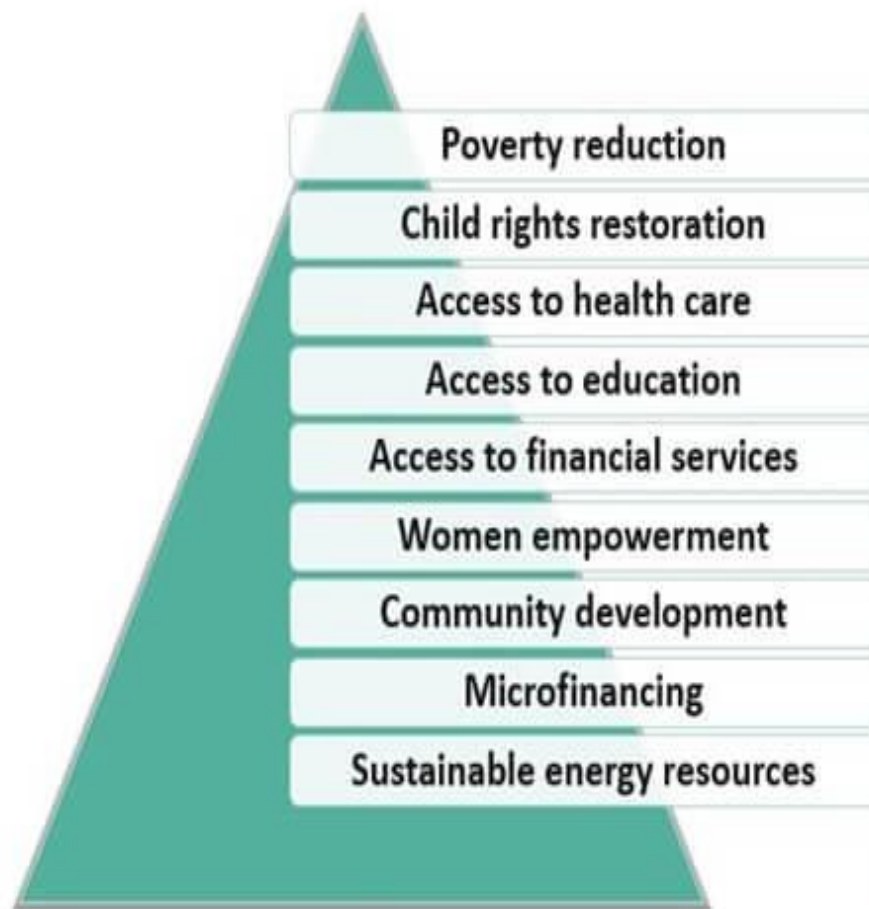 Poverty reduction
Child rights restoration
Access to health care
Access to education
Access to financial services
Women empowerment
Community development
Microfinancing
Sustainable energy resources